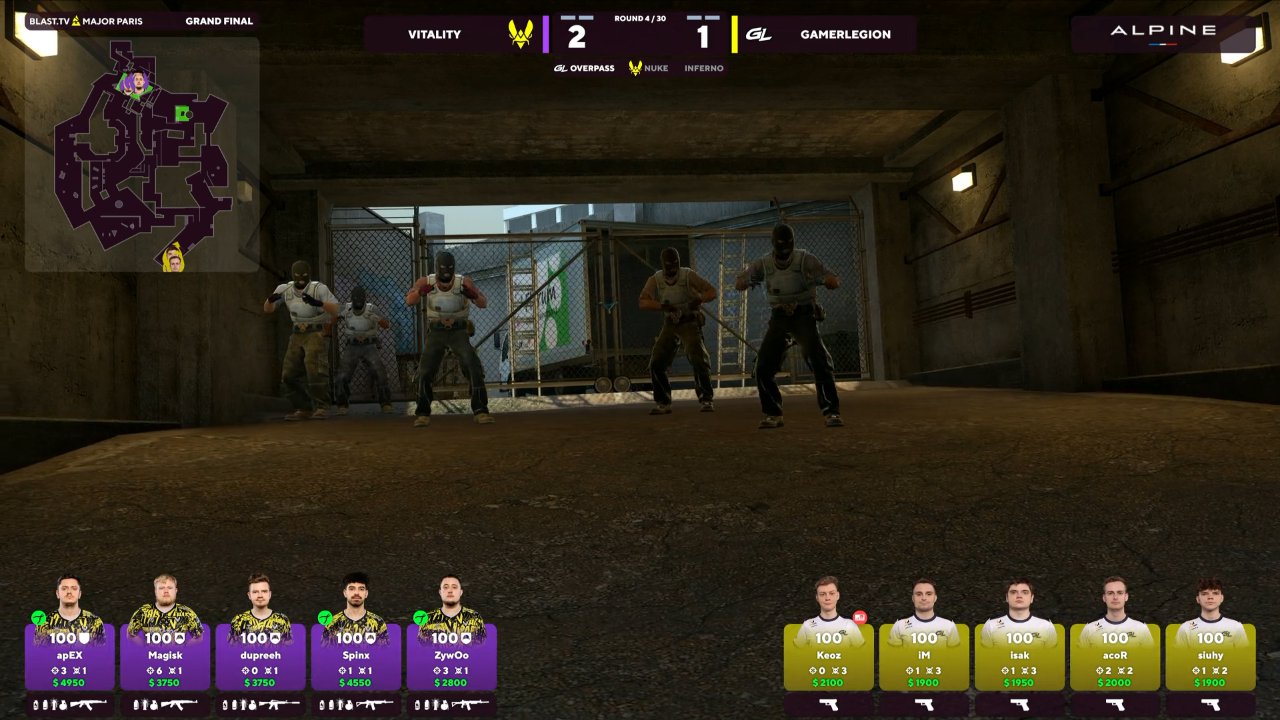 BLAST.TV MAJOR PARIS GRAND FINAL
VITALITY 2 ROUND 4 / 30 1 GL GAMERLEGION
ALPINE
GL OVERPASS NUKE INFERNO
100 100 100 100 100 100 100 100 100 100
apEX Magisk dupreeh Spinx ZywOo Keoz iM isak acoR siuhy
3 1 6 1 0 1 1 1 3 1 0 3 1 3 1 3 2 2 1 2
$4950 $3750 $3750 $4550 $2800 $2100 $1900 $1950 $2000 $1900